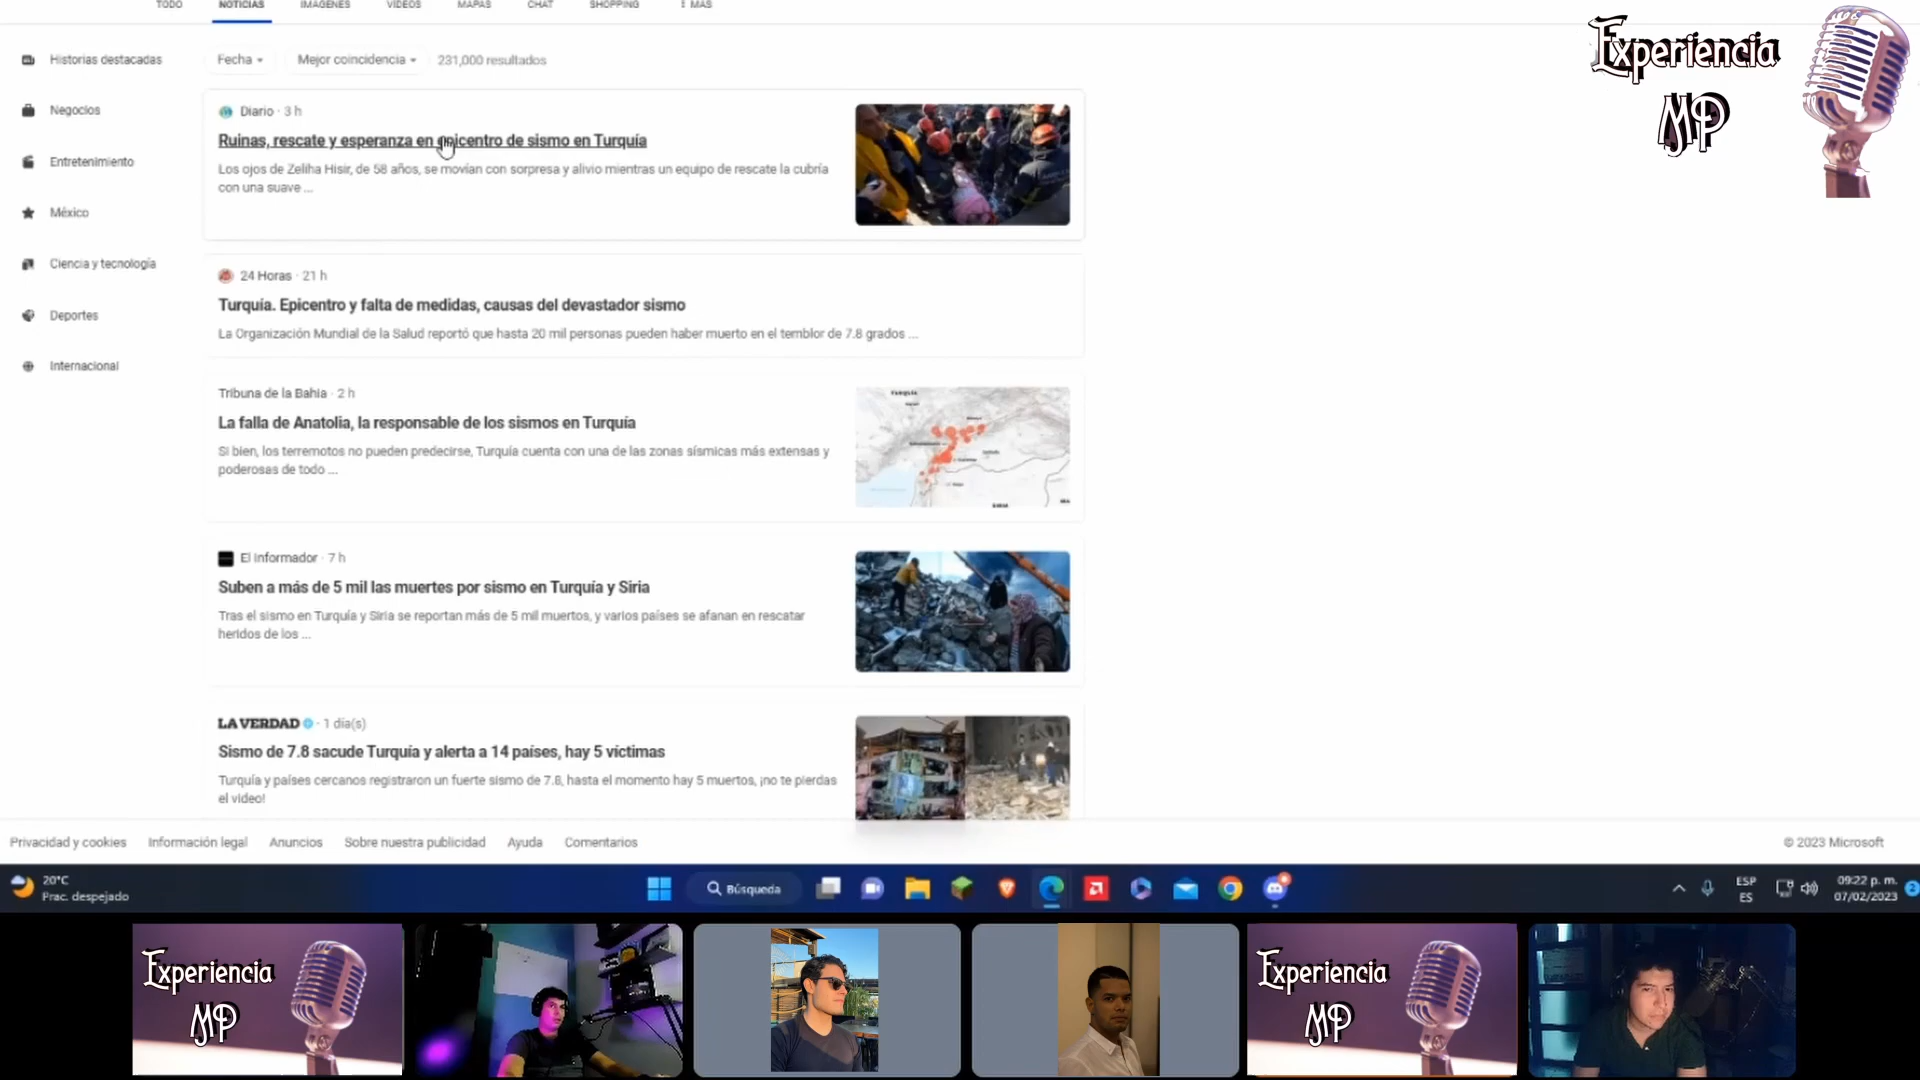 TODO NOTICIAS IMÁGENES VIDEOS MAPAS CHAT SHOPPING MÁS
Experiencia
MP
Historias destacadas
Negocios
Entretenimiento
México
Ciencia y tecnología
Deportes
Internacional
Fecha Mejor coincidencia 231,000 resultados
Diario · 3 h
Ruinas, rescate y esperanza en epicentro de sismo en Turquía
Los ojos de Zeliha Hisir, de 58 años, se movían con sorpresa y alivio mientras un equipo de rescate la cubría
con una suave ...
24 Horas · 21 h
Turquía. Epicentro y falta de medidas, causas del devastador sismo
La Organización Mundial de la Salud reportó que hasta 20 mil personas pueden haber muerto en el temblor de 7.8 grados ...
Tribuna de la Bahía · 2 h
La falla de Anatolia, la responsable de los sismos en Turquía
Si bien, los terremotos no pueden predecirse, Turquía cuenta con una de las zonas sísmicas más extensas y
poderosas de todo ...
El Informador · 7 h
Suben a más de 5 mil las muertes por sismo en Turquía y Siria
Tras el sismo en Turquía y Siria se reportan más de 5 mil muertos, y varios países se afanan en rescatar
heridos de los ...
LA VERDAD · 1 día(s)
Sismo de 7.8 sacude Turquía y alerta a 14 países, hay 5 víctimas
Turquía y países cercanos registraron un fuerte sismo de 7.8, hasta el momento hay 5 muertos, ¡no te pierdas
el video!
Privacidad y cookies Información legal Anuncios Sobre nuestra publicidad Ayuda Comentarios
© 2023 Microsoft
20°C
Prac. despejado
Búsqueda
ESP
ES
09:22 p. m.
07/02/2023
2
Experiencia
MP
Experiencia
MP